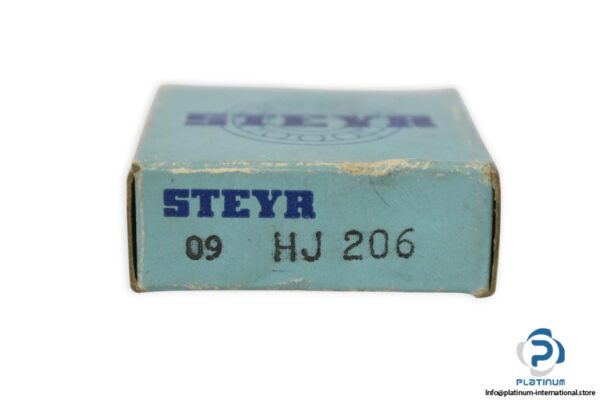 STEYR
STEYR
09 HJ 206
PLATINUM
Info@platinum-international.store